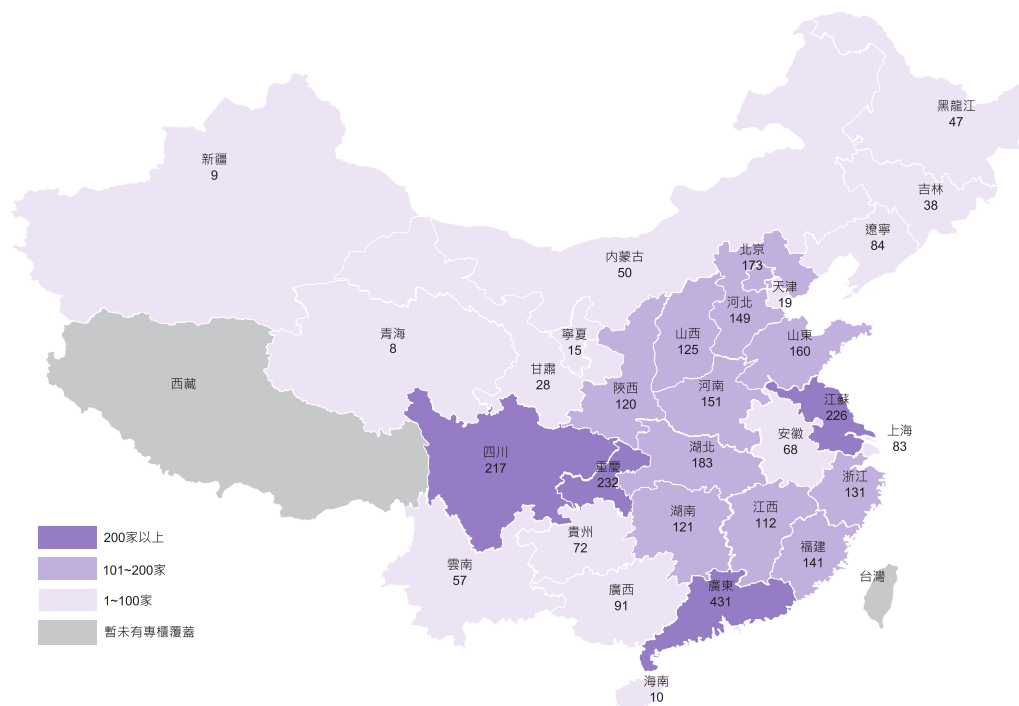 黑龍江
47
新疆
9
吉林
38
遼寧
84
北京
173
內蒙古
50
天津
19
河北
149
青海
8
寧夏
15
山西
125
山東
160
甘肅
28
西藏
陝西
120
河南
151
江蘇
226
安徽
68
上海
83
四川
217
重慶
232
湖北
183
浙江
131
湖南
121
江西
112
貴州
72
福建
141
雲南
57
廣西
91
廣東
431
台灣
海南
10
200家以上
101~200家
1~100家
暫未有專櫃覆蓋